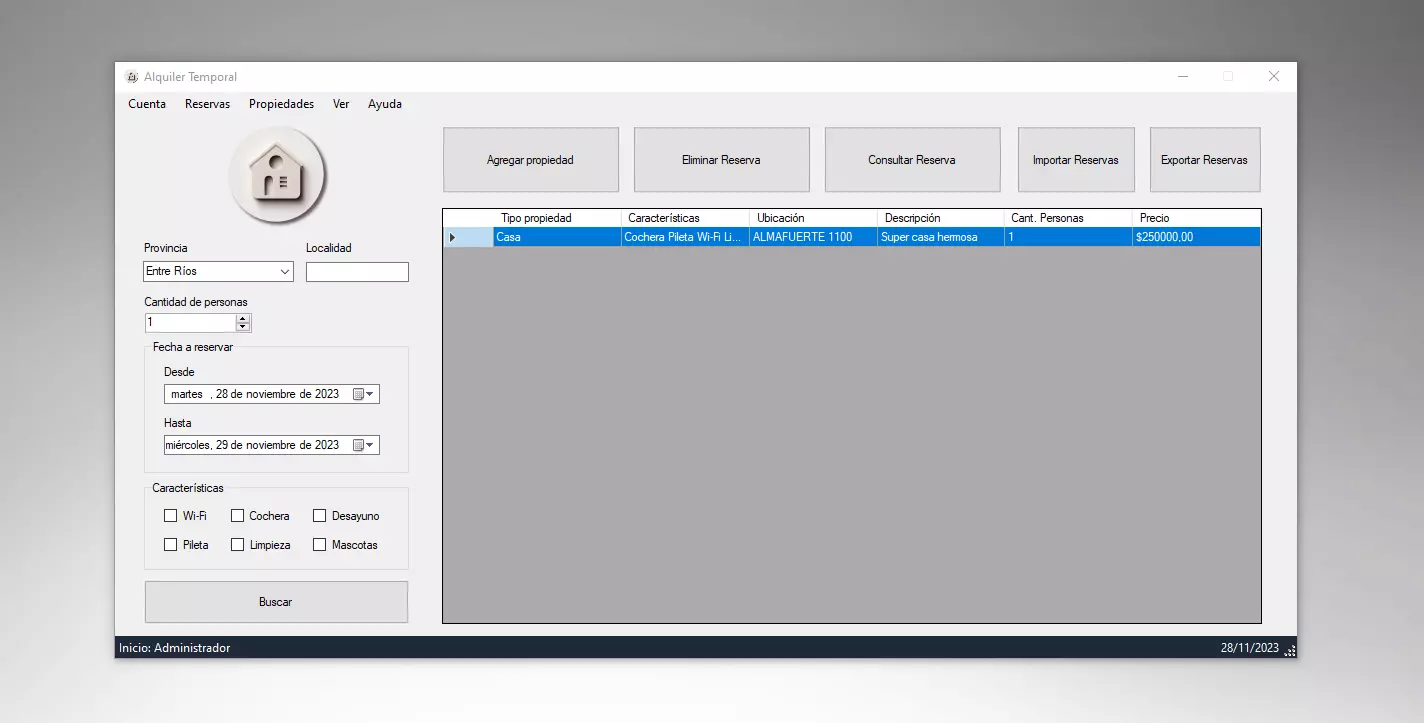 Alquiler Temporal
Cuenta Reservas Propiedades Ver Ayuda
Agregar propiedad
Eliminar Reserva
Consultar Reserva
Importar Reservas
Exportar Reservas
Provincia
Localidad
Entre Ríos
Cantidad de personas
1
Fecha a reservar
Desde
martes , 28 de noviembre de 2023
Hasta
miércoles, 29 de noviembre de 2023
Características
Wi-Fi Cochera Desayuno
Pileta Limpieza Mascotas
Buscar
Tipo propiedad Características Ubicación Descripción Cant. Personas Precio
Casa Cochera Pileta Wi-Fi Li... ALMAFUERTE 1100 Super casa hermosa 1 $250000,00
Inicio: Administrador
28/11/2023